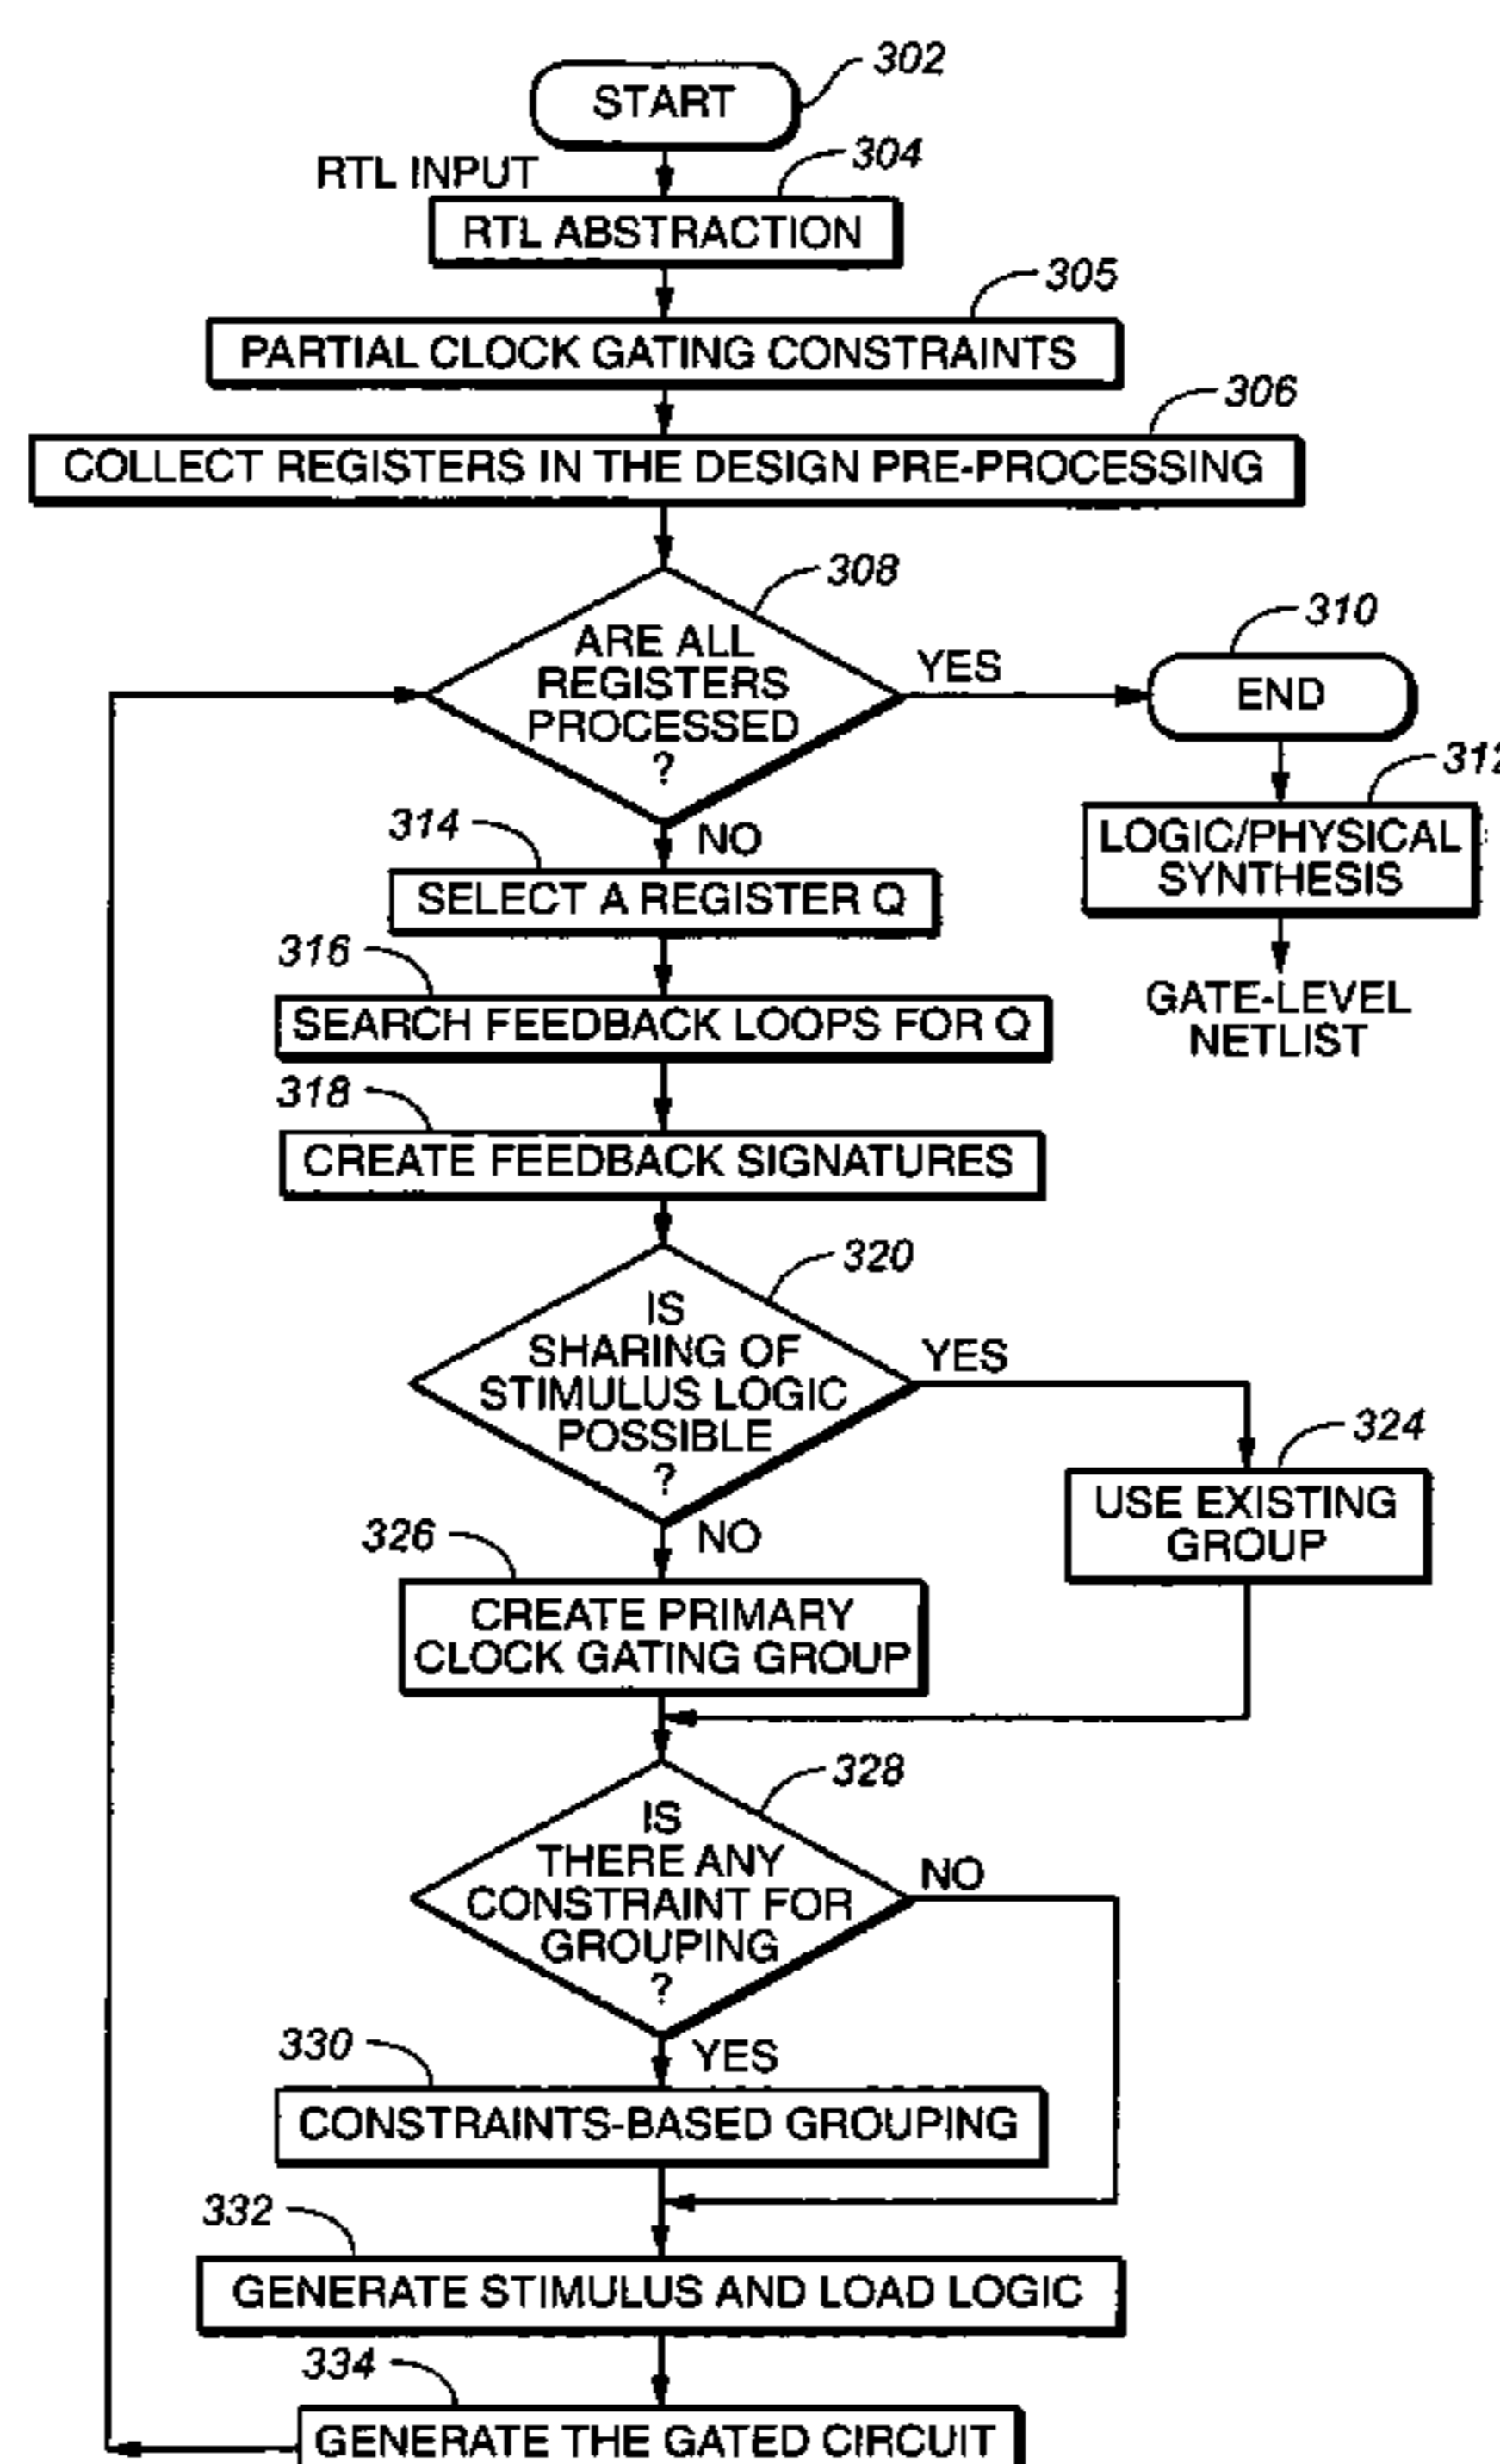 302
START
RTL INPUT
304
RTL ABSTRACTION
305
PARTIAL CLOCK GATING CONSTRAINTS
306
COLLECT REGISTERS IN THE DESIGN PRE-PROCESSING
308
ARE ALL
REGISTERS
PROCESSED
?
YES
310
END
312
LOGIC/PHYSICAL
SYNTHESIS
GATE-LEVEL
NETLIST
NO
314
SELECT A REGISTER Q
316
SEARCH FEEDBACK LOOPS FOR Q
318
CREATE FEEDBACK SIGNATURES
320
IS
SHARING OF
STIMULUS LOGIC
POSSIBLE
?
YES
324
USE EXISTING
GROUP
NO
326
CREATE PRIMARY
CLOCK GATING GROUP
328
IS
THERE ANY
CONSTRAINT FOR
GROUPING
?
NO
YES
330
CONSTRAINTS-BASED GROUPING
332
GENERATE STIMULUS AND LOAD LOGIC
334
GENERATE THE GATED CIRCUIT